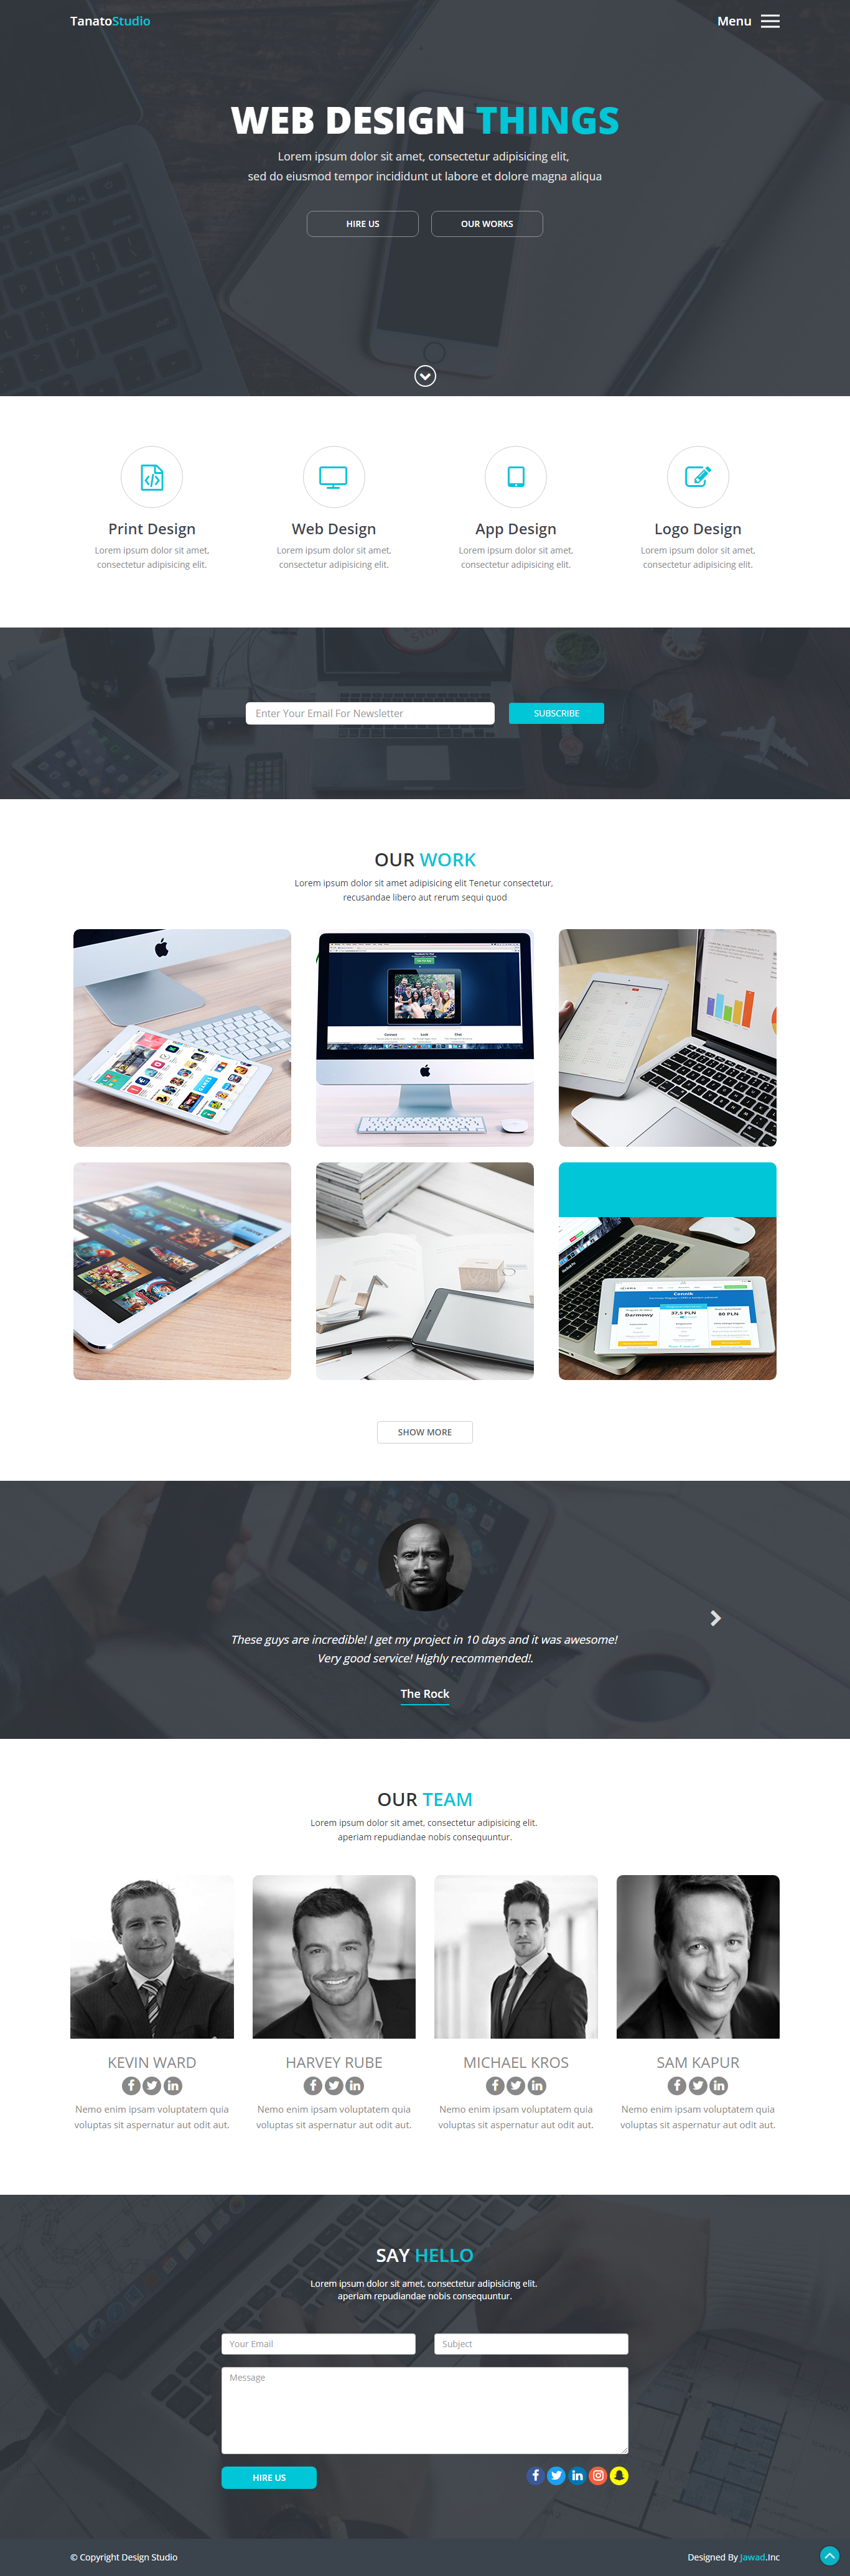 TanatoStudio
Menu
WEB DESIGN THINGS
Lorem ipsum dolor sit amet, consectetur adipisicing elit,
sed do eiusmod tempor incididunt ut labore et dolore magna aliqua
HIRE US
OUR WORKS
Print Design
Lorem ipsum dolor sit amet,
consectetur adipisicing elit.
Web Design
Lorem ipsum dolor sit amet,
consectetur adipisicing elit.
App Design
Lorem ipsum dolor sit amet,
consectetur adipisicing elit.
Logo Design
Lorem ipsum dolor sit amet,
consectetur adipisicing elit.
STOP
Enter Your Email For Newsletter
SUBSCRIBE
OUR WORK
Lorem ipsum dolor sit amet adipisicing elit Tenetur consectetur,
recusandae libero aut rerum sequi quod
Cennik
Darmowy
37,5 PLN
80 PLN
SHOW MORE
These guys are incredible! I get my project in 10 days and it was awesome!
Very good service! Highly recommended!.
The Rock
OUR TEAM
Lorem ipsum dolor sit amet, consectetur adipisicing elit.
aperiam repudiandae nobis consequuntur.
KEVIN WARD
Nemo enim ipsam voluptatem quia
voluptas sit aspernatur aut odit aut.
HARVEY RUBE
Nemo enim ipsam voluptatem quia
voluptas sit aspernatur aut odit aut.
MICHAEL KROS
Nemo enim ipsam voluptatem quia
voluptas sit aspernatur aut odit aut.
SAM KAPUR
Nemo enim ipsam voluptatem quia
voluptas sit aspernatur aut odit aut.
SAY HELLO
Lorem ipsum dolor sit amet, consectetur adipisicing elit.
aperiam repudiandae nobis consequuntur.
Your Email
Subject
Message
HIRE US
© Copyright Design Studio
Designed By Jawad.Inc